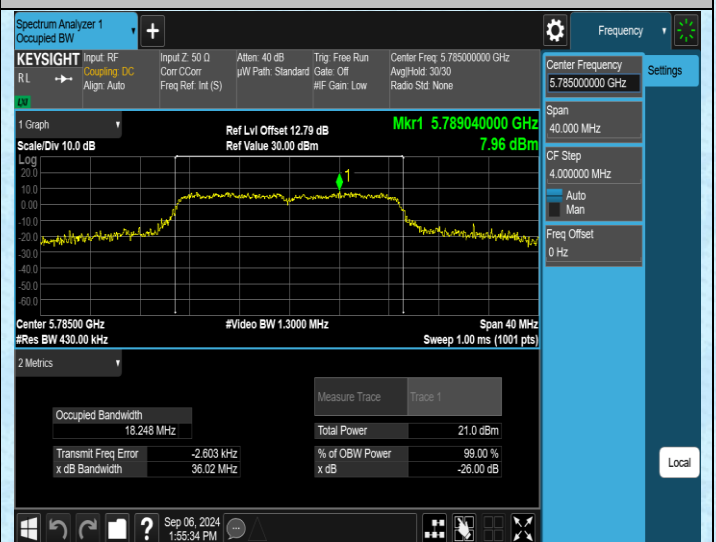 Spectrum Analyzer 1
Occupied BW
+
Frequency
KEYSIGHT
RL
LXI
Input: RF
Coupling: DC
Align: Auto
Input Z: 50 Ω
Corr CCorr
Freq Ref: Int (S)
Atten: 40 dB
µW Path: Standard
Trig: Free Run
Gate: Off
#IF Gain: Low
Center Freq: 5.785000000 GHz
Avg|Hold: 30/30
Radio Std: None
Center Frequency
5.785000000 GHz
Settings
Span
40.000 MHz
CF Step
4.000000 MHz
Auto
Man
Freq Offset
0 Hz
Local
1 Graph
Scale/Div 10.0 dB
Ref Lvl Offset 12.79 dB
Ref Value 30.00 dBm
Mkr1 5.789040000 GHz
7.96 dBm
Log
20.0
10.0
0.00
-10.0
-20.0
-30.0
-40.0
-50.0
-60.0
1
Center 5.78500 GHz
#Res BW 430.00 kHz
#Video BW 1.3000 MHz
Span 40 MHz
Sweep 1.00 ms (1001 pts)
2 Metrics
Measure Trace Trace 1
Occupied Bandwidth
18.248 MHz
Total Power 21.0 dBm
Transmit Freq Error -2.603 kHz
% of OBW Power 99.00 %
x dB Bandwidth 36.02 MHz
x dB -26.00 dB
?
Sep 06, 2024
1:55:34 PM